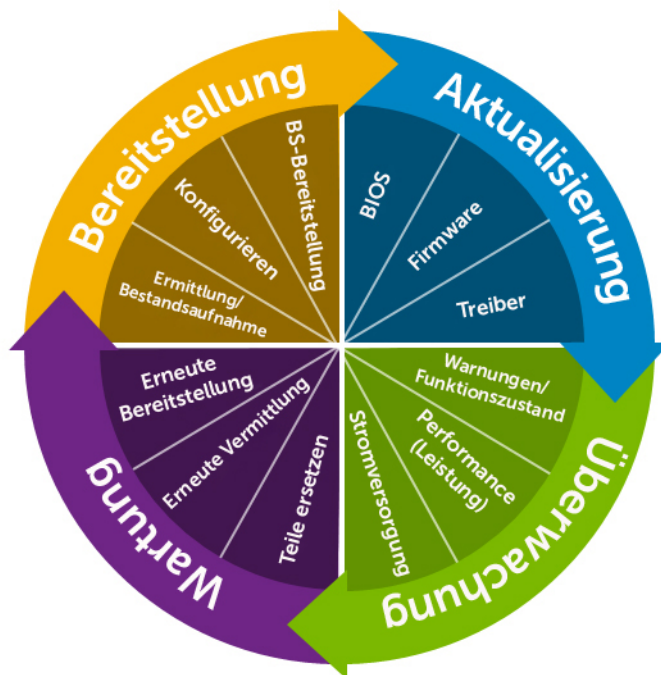 Bereitstellung
Ermittlung/
Bestandsaufnahme
Konfigurieren
BS-Bereitstellung
Aktualisierung
BIOS
Firmware
Treiber
Überwachung
Warnungen/
Funktionszustand
Performance
(Leistung)
Stromversorgung
Wartung
Teile ersetzen
Erneute Vermittlung
Erneute
Bereitstellung